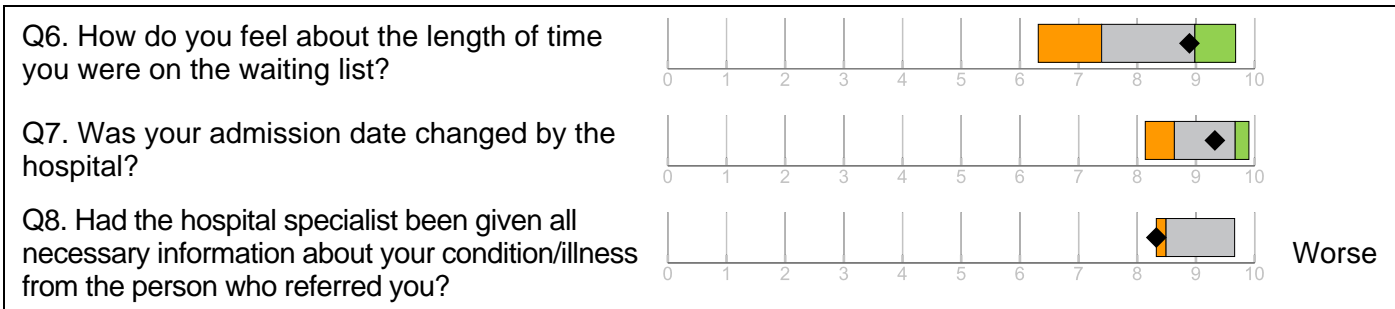 Q6. How do you feel about the length of time
you were on the waiting list?
0 1 2 3 4 5 6 7 8 9 10
Q7. Was your admission date changed by the
hospital?
0 1 2 3 4 5 6 7 8 9 10
Q8. Had the hospital specialist been given all
necessary information about your condition/illness
from the person who referred you?
0 1 2 3 4 5 6 7 8 9 10
Worse